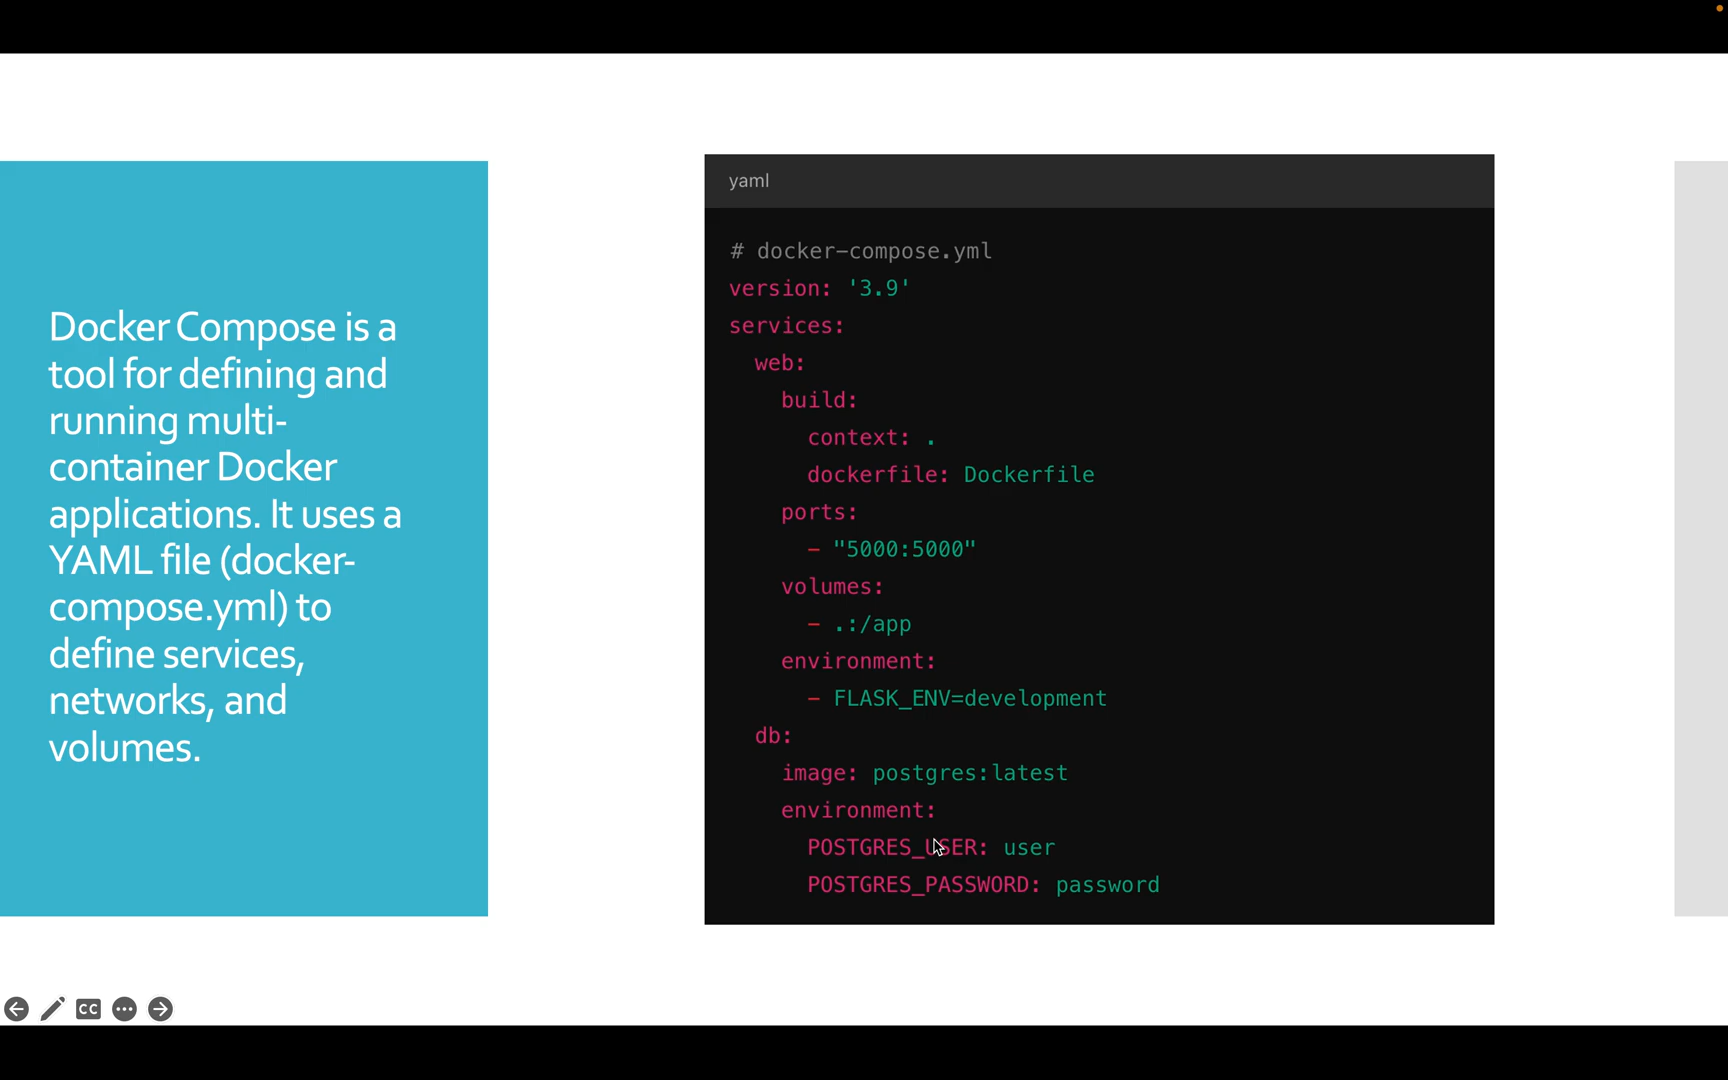 Docker Compose is a
tool for defining and
running multi-
container Docker
applications. It uses a
YAML file (docker-
compose.yml) to
define services,
networks, and
volumes.
yaml
# docker-compose.yml
version: '3.9'
services:
  web:
    build:
      context: .
      dockerfile: Dockerfile
    ports:
      - "5000:5000"
    volumes:
      - .:/app
    environment:
      - FLASK_ENV=development
  db:
    image: postgres:latest
    environment:
      POSTGRES_USER: user
      POSTGRES_PASSWORD: password
CC